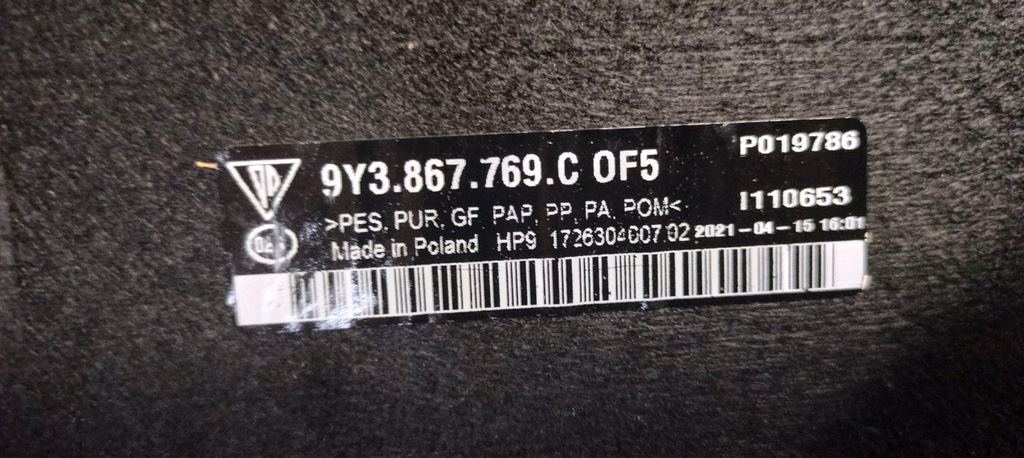 9Y3.867.769.C OF5
P019786
>PES, PUR, GF PAP, PP, PA, POM<
I110653
Made in Poland HP9 1726304007.02 2021-04-15 16:01